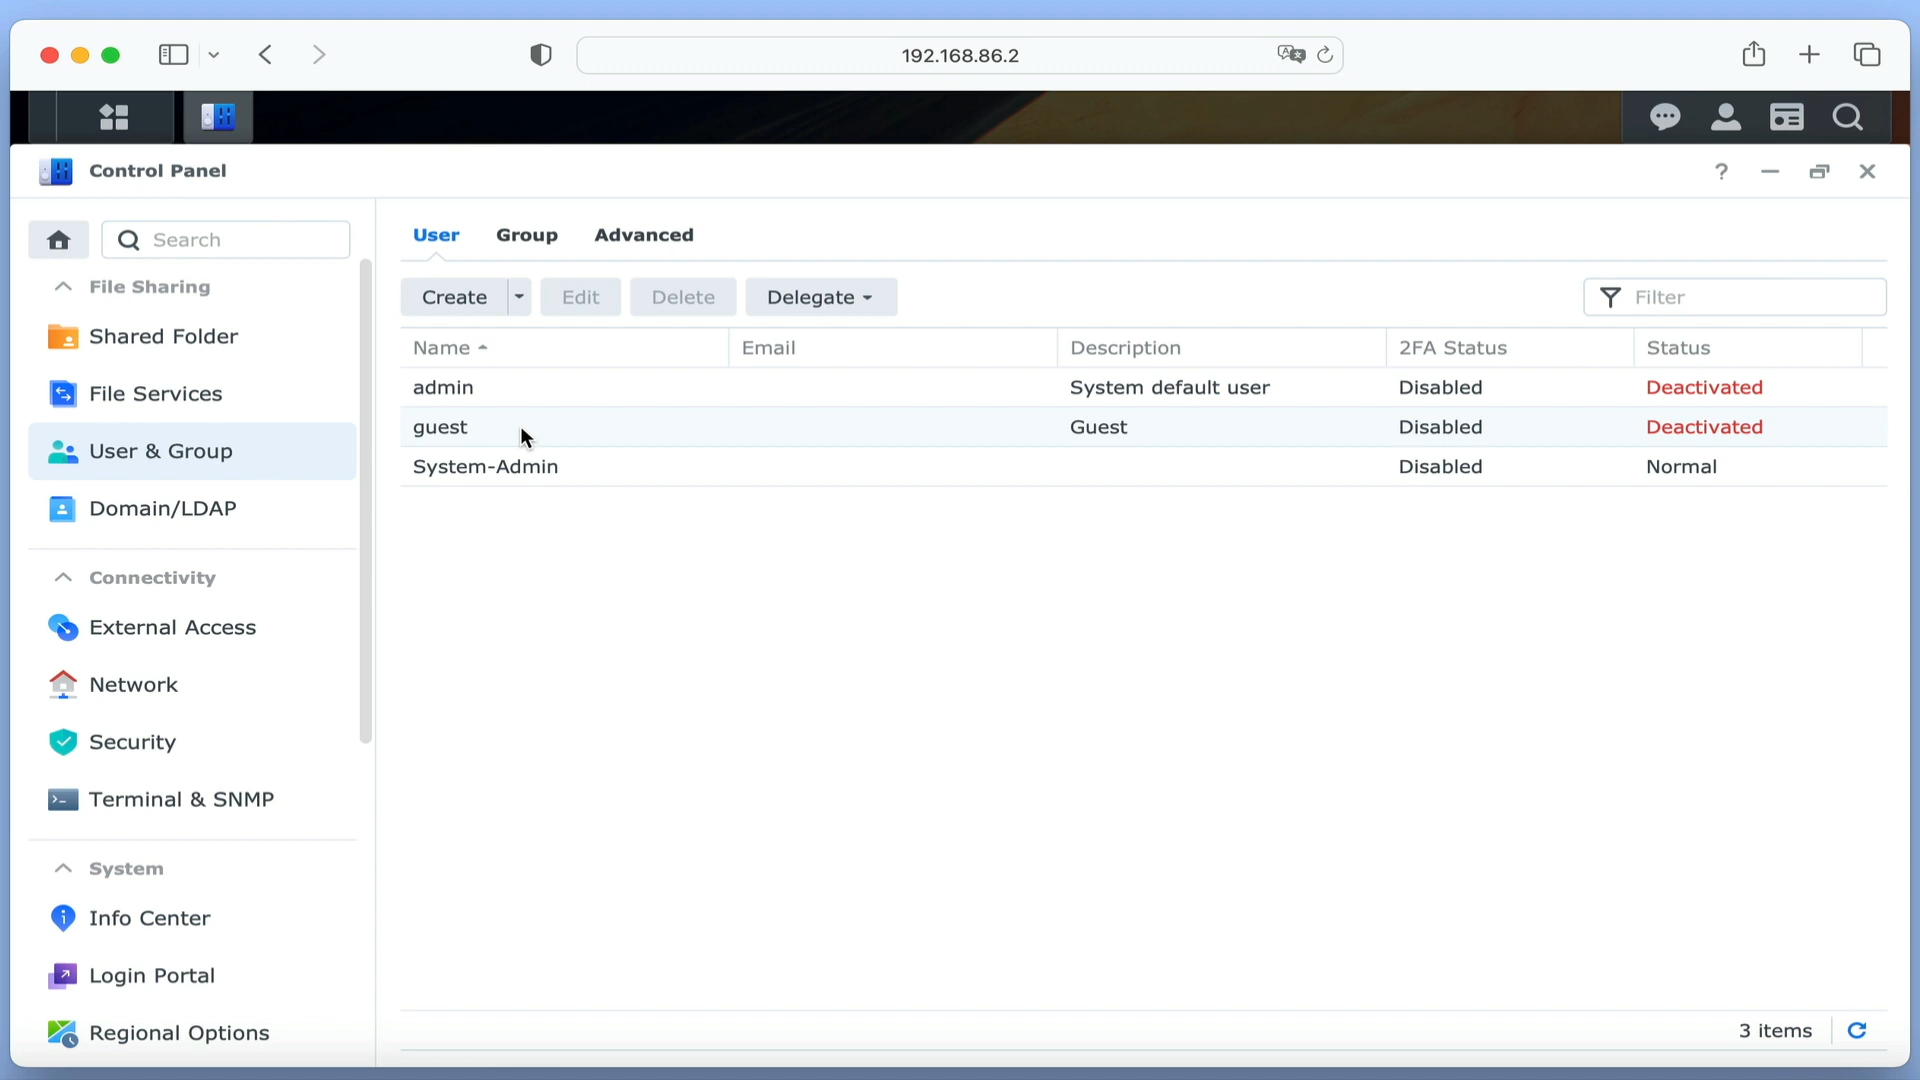 192.168.86.2
Control Panel
?
Search
File Sharing
Shared Folder
File Services
User & Group
Domain/LDAP
Connectivity
External Access
Network
Security
Terminal & SNMP
System
Info Center
Login Portal
Regional Options
User Group Advanced
Create Edit Delete Delegate Filter
Name Email Description 2FA Status Status
admin System default user Disabled Deactivated
guest Guest Disabled Deactivated
System-Admin Disabled Normal
3 items